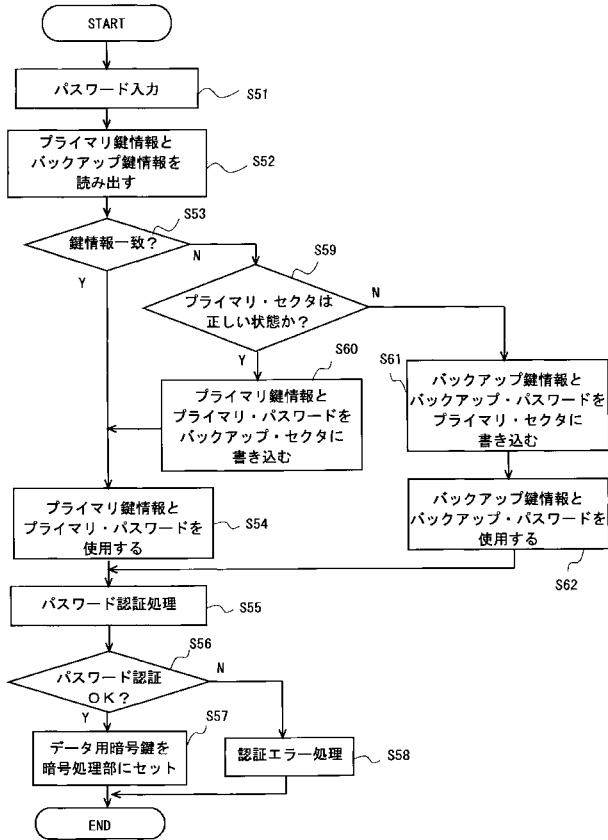 START
パスワード入力
S51
プライマリ鍵情報と
バックアップ鍵情報を
読み出す
S52
S53
鍵情報一致?
N
Y
S59
プライマリ・セクタは
正しい状態か?
N
Y
S60
プライマリ鍵情報と
プライマリ・パスワードを
バックアップ・セクタに
書き込む
S61
バックアップ鍵情報と
バックアップ・パスワードを
プライマリ・セクタに
書き込む
プライマリ鍵情報と
プライマリ・パスワードを
使用する
S54
バックアップ鍵情報と
バックアップ・パスワードを
使用する
S62
パスワード認証処理
S55
S56
パスワード認証
OK?
N
Y
S57
データ用暗号鍵を
暗号処理部にセット
認証エラー処理
S58
END